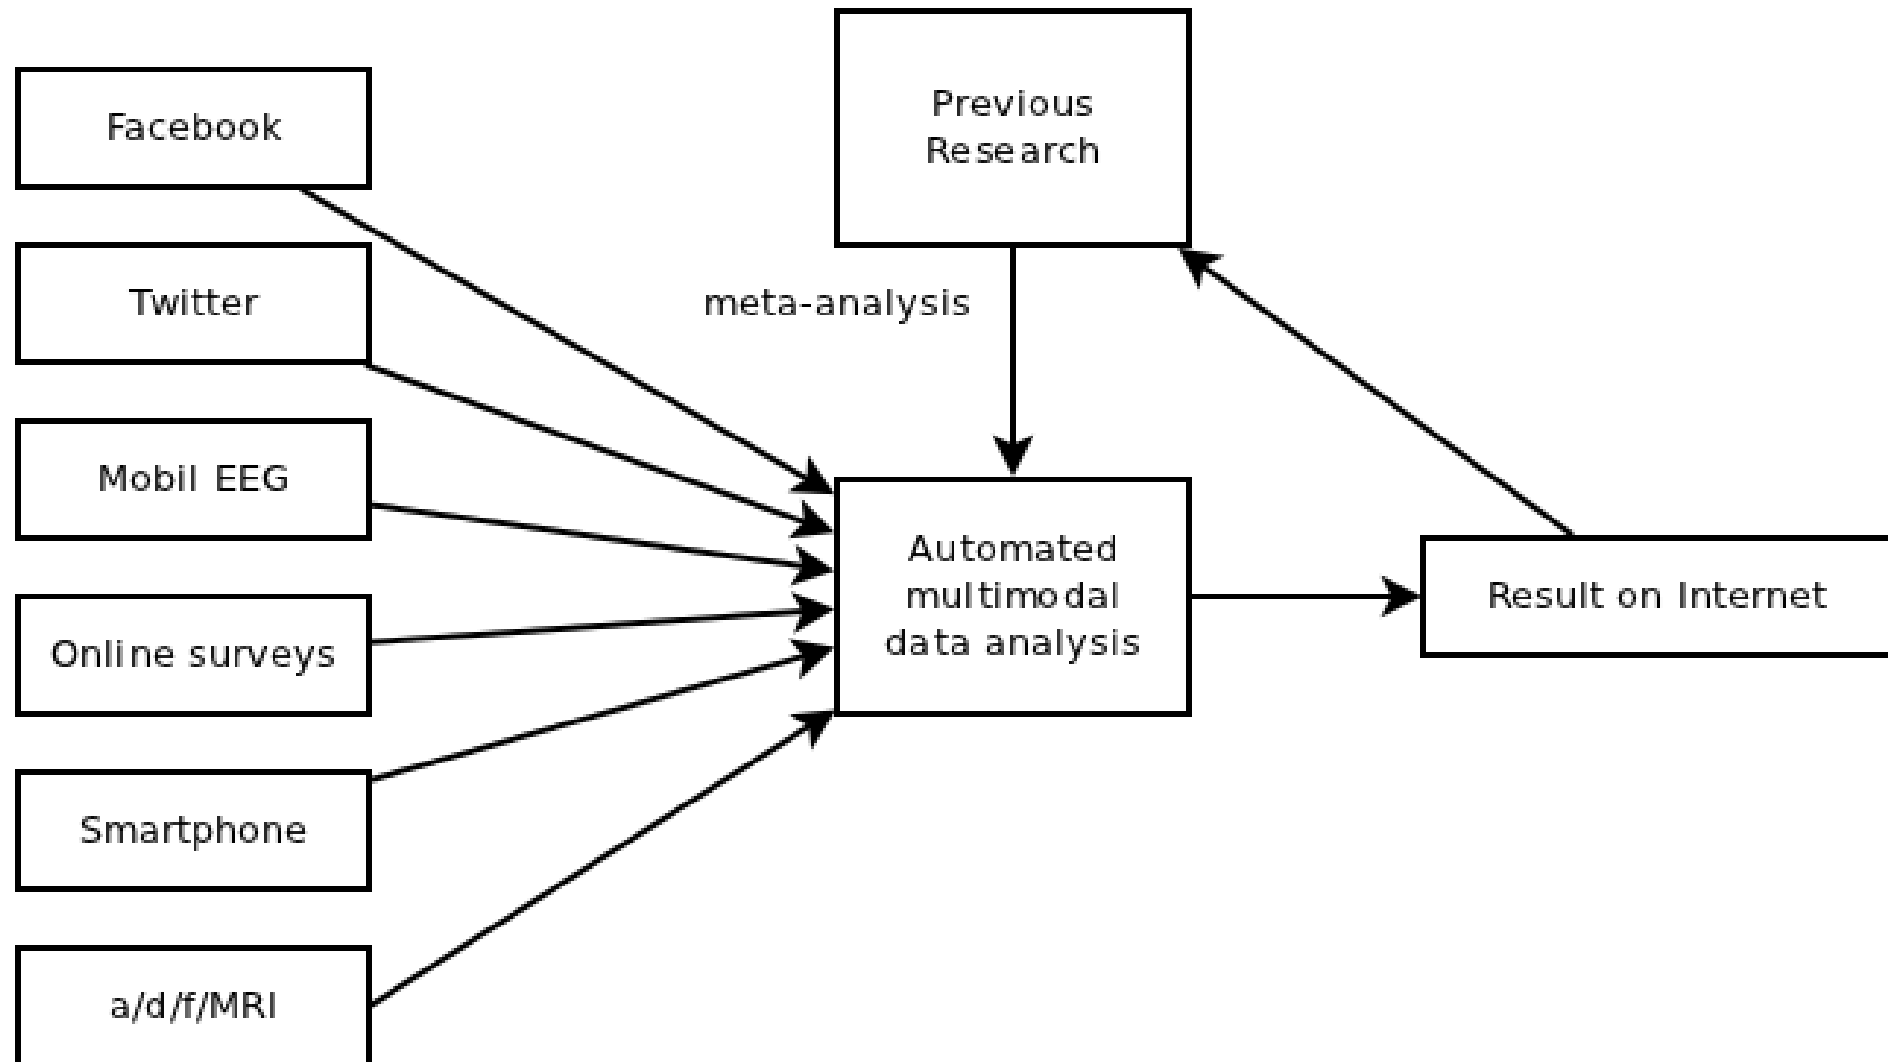 Facebook
Twitter
Mobil EEG
Online surveys
Smartphone
a/d/f/MRI
Previous
Research
meta-analysis
Automated
multimodal
data analysis
Result on Internet